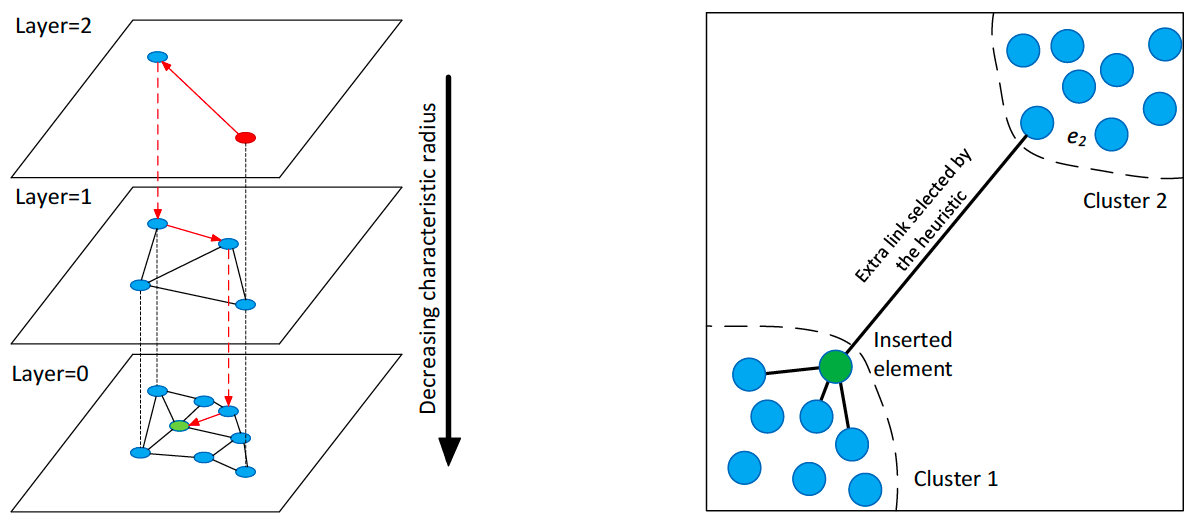 Layer=2
Layer=1
Layer=0
Decreasing characteristic radius
e₂
Cluster 2
Extra link selected by
the heuristic
Inserted
element
Cluster 1